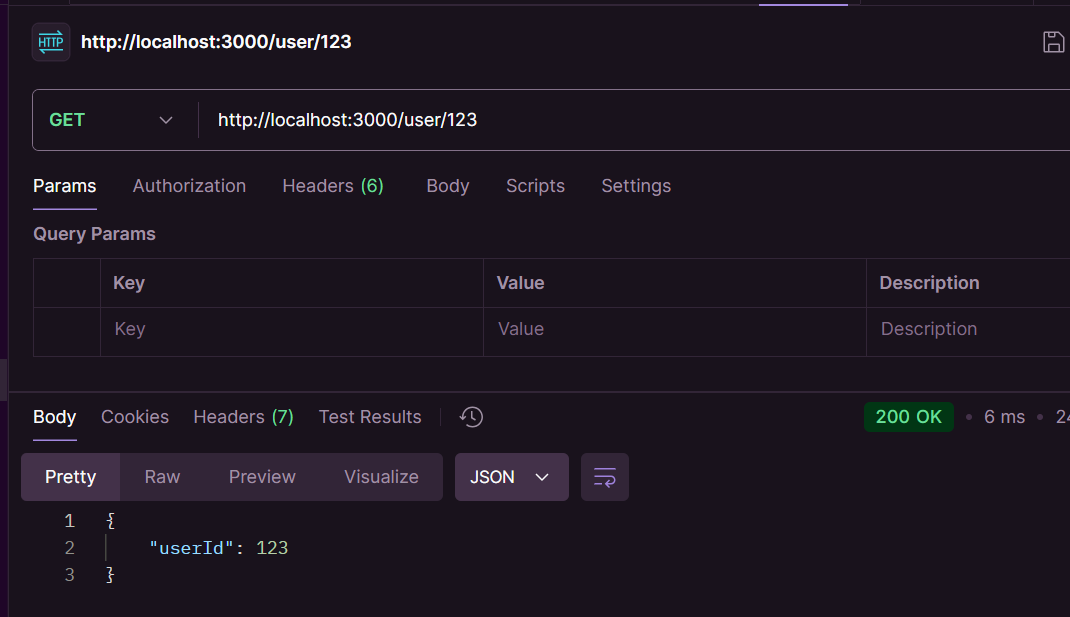 HTTP http://localhost:3000/user/123
GET http://localhost:3000/user/123
Params Authorization Headers (6) Body Scripts Settings
Query Params
Key Value Description
Key Value Description
Body Cookies Headers (7) Test Results 200 OK • 6 ms •
Pretty Raw Preview Visualize JSON
1 {
2 "userId": 123
3 }